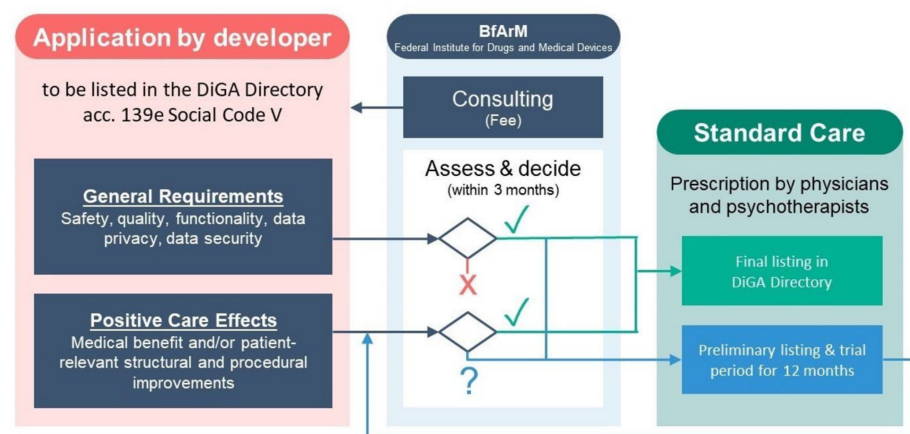 Application by developer
to be listed in the DiGA Directory
acc. 139e Social Code V
General Requirements
Safety, quality, functionality, data
privacy, data security
Positive Care Effects
Medical benefit and/or patient-
relevant structural and procedural
improvements
BfArM
Federal Institute for Drugs and Medical Devices
Consulting
(Fee)
Assess & decide
(within 3 months)
X
?
Standard Care
Prescription by physicians
and psychotherapists
Final listing in
DiGA Directory
Preliminary listing & trial
period for 12 months